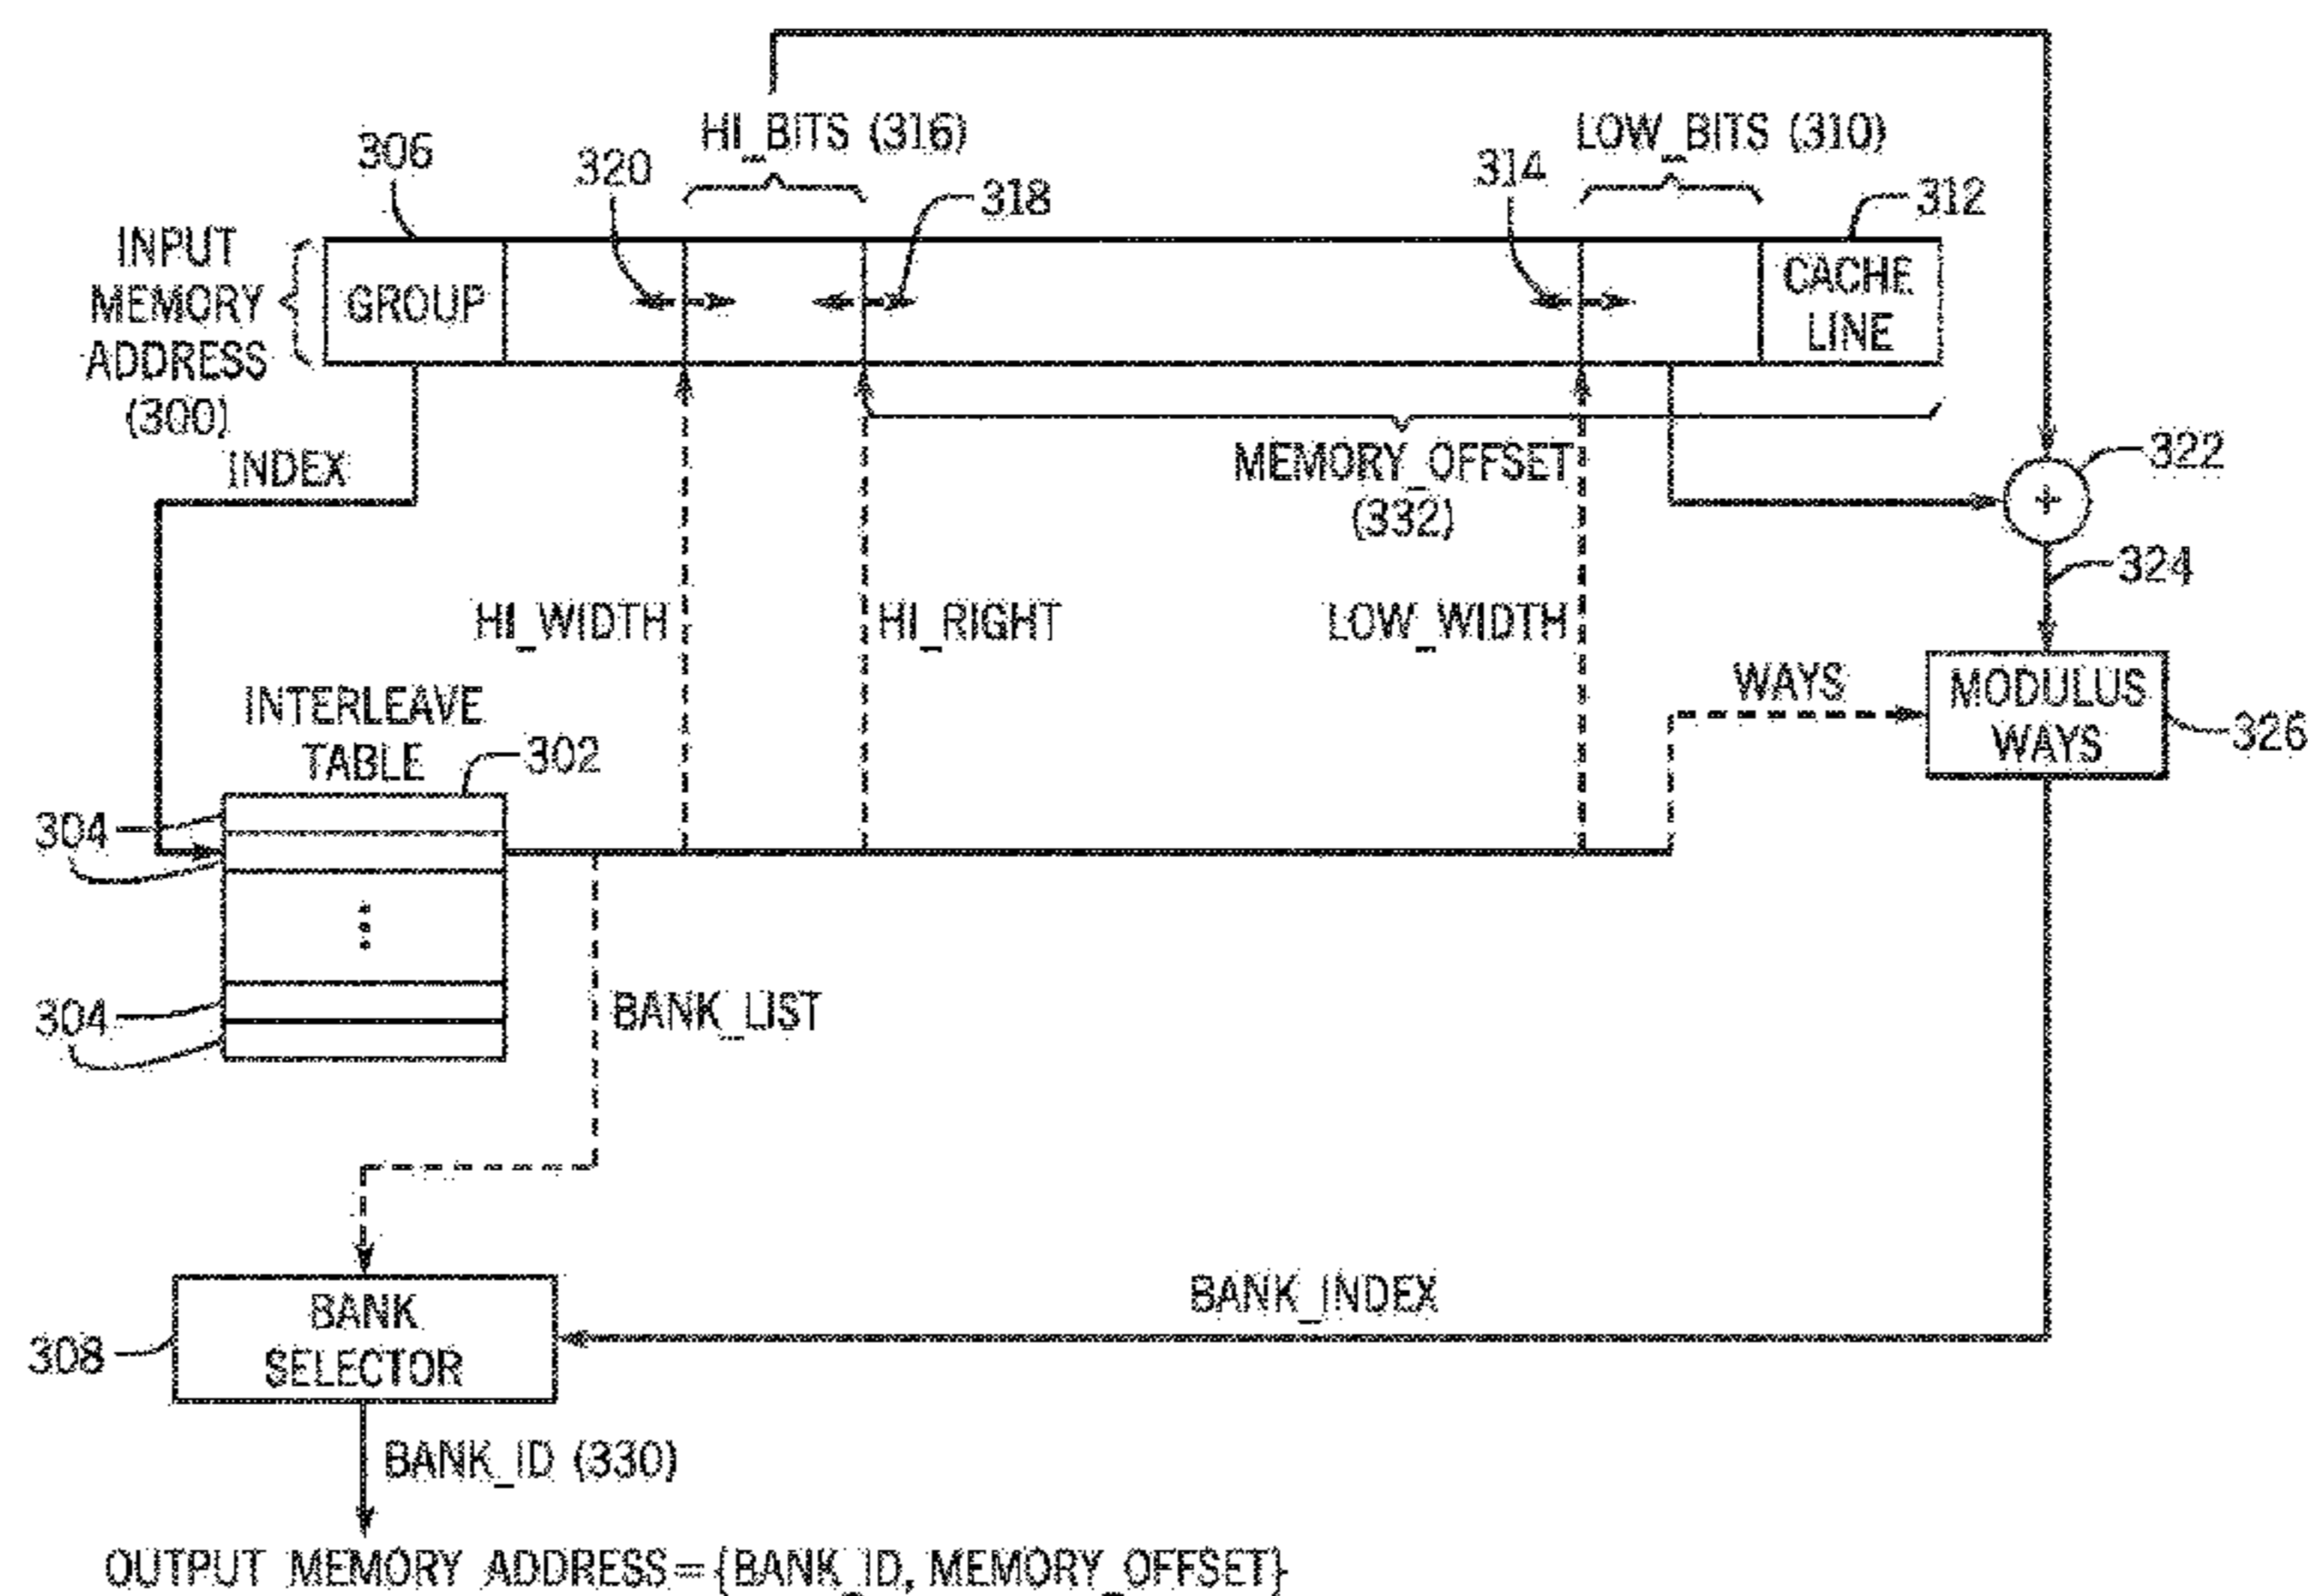 HI_BITS (316)
LOW_BITS (310)
306
320
318
314
312
INPUT
MEMORY
ADDRESS
(300)
GROUP
CACHE
LINE
INDEX
MEMORY_OFFSET
(332)
322
+
324
HI_WIDTH
HI_RIGHT
LOW_WIDTH
WAYS
MODULUS
WAYS
326
INTERLEAVE
TABLE
302
304
304
BANK_LIST
BANK
SELECTOR
308
BANK_INDEX
BANK_ID (330)
OUTPUT MEMORY ADDRESS={BANK_ID, MEMORY_OFFSET}